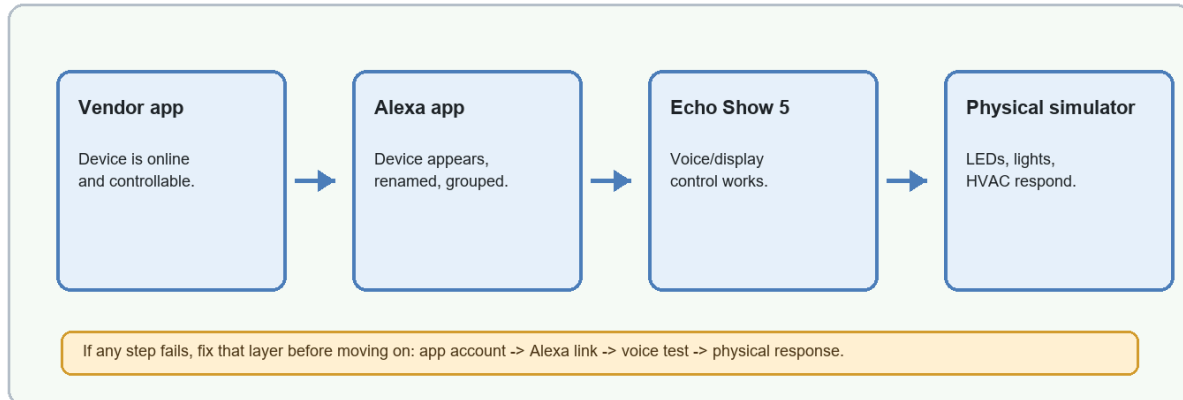 Vendor app
Device is online
and controllable.
Alexa app
Device appears,
renamed, grouped.
Echo Show 5
Voice/display
control works.
Physical simulator
LEDs, lights,
HVAC respond.
If any step fails, fix that layer before moving on: app account -> Alexa link -> voice test -> physical response.